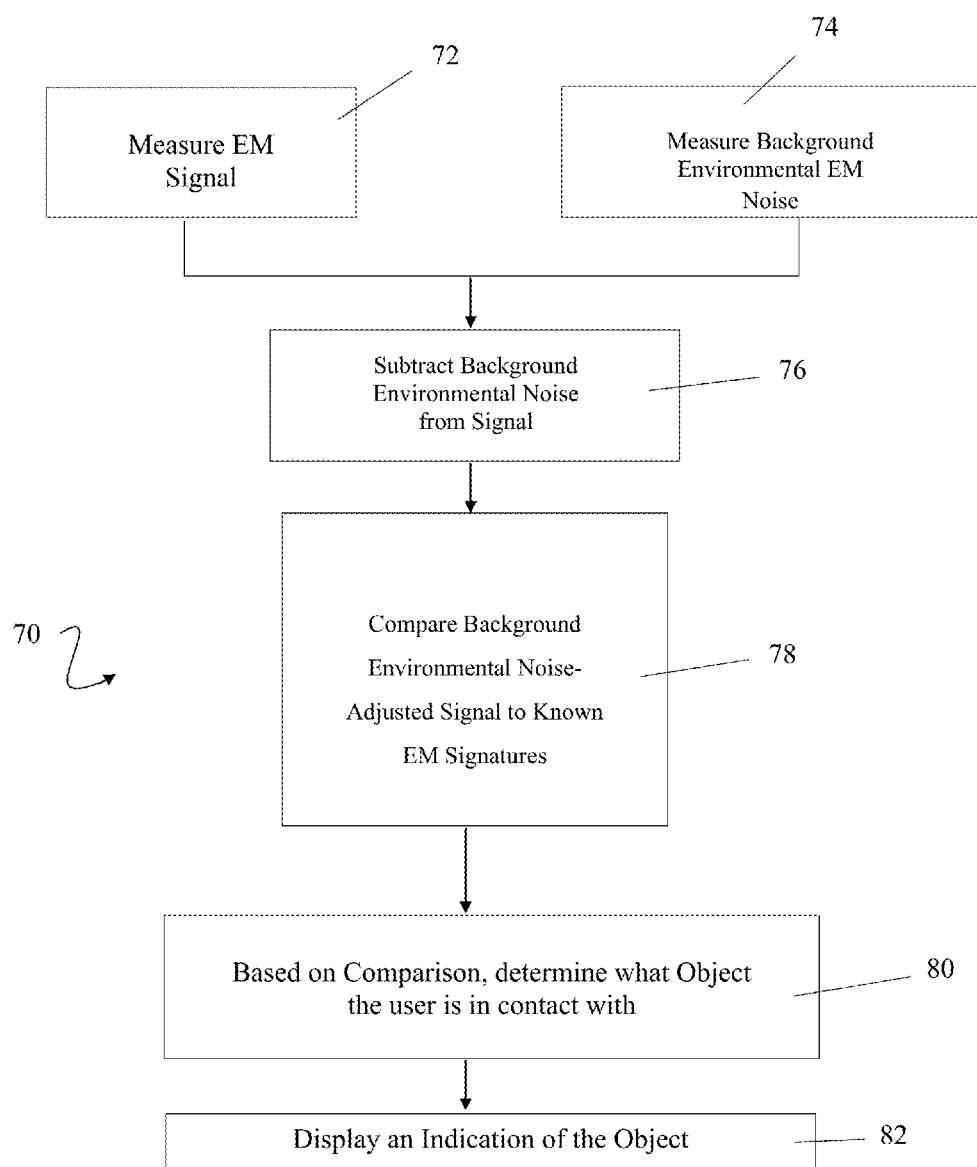 72
74
Measure EM
Signal
Measure Background
Environmental EM
Noise
Subtract Background
Environmental Noise
from Signal
76
Compare Background
Environmental Noise-
Adjusted Signal to Known
EM Signatures
70
78
Based on Comparison, determine what Object
the user is in contact with
80
Display an Indication of the Object
82